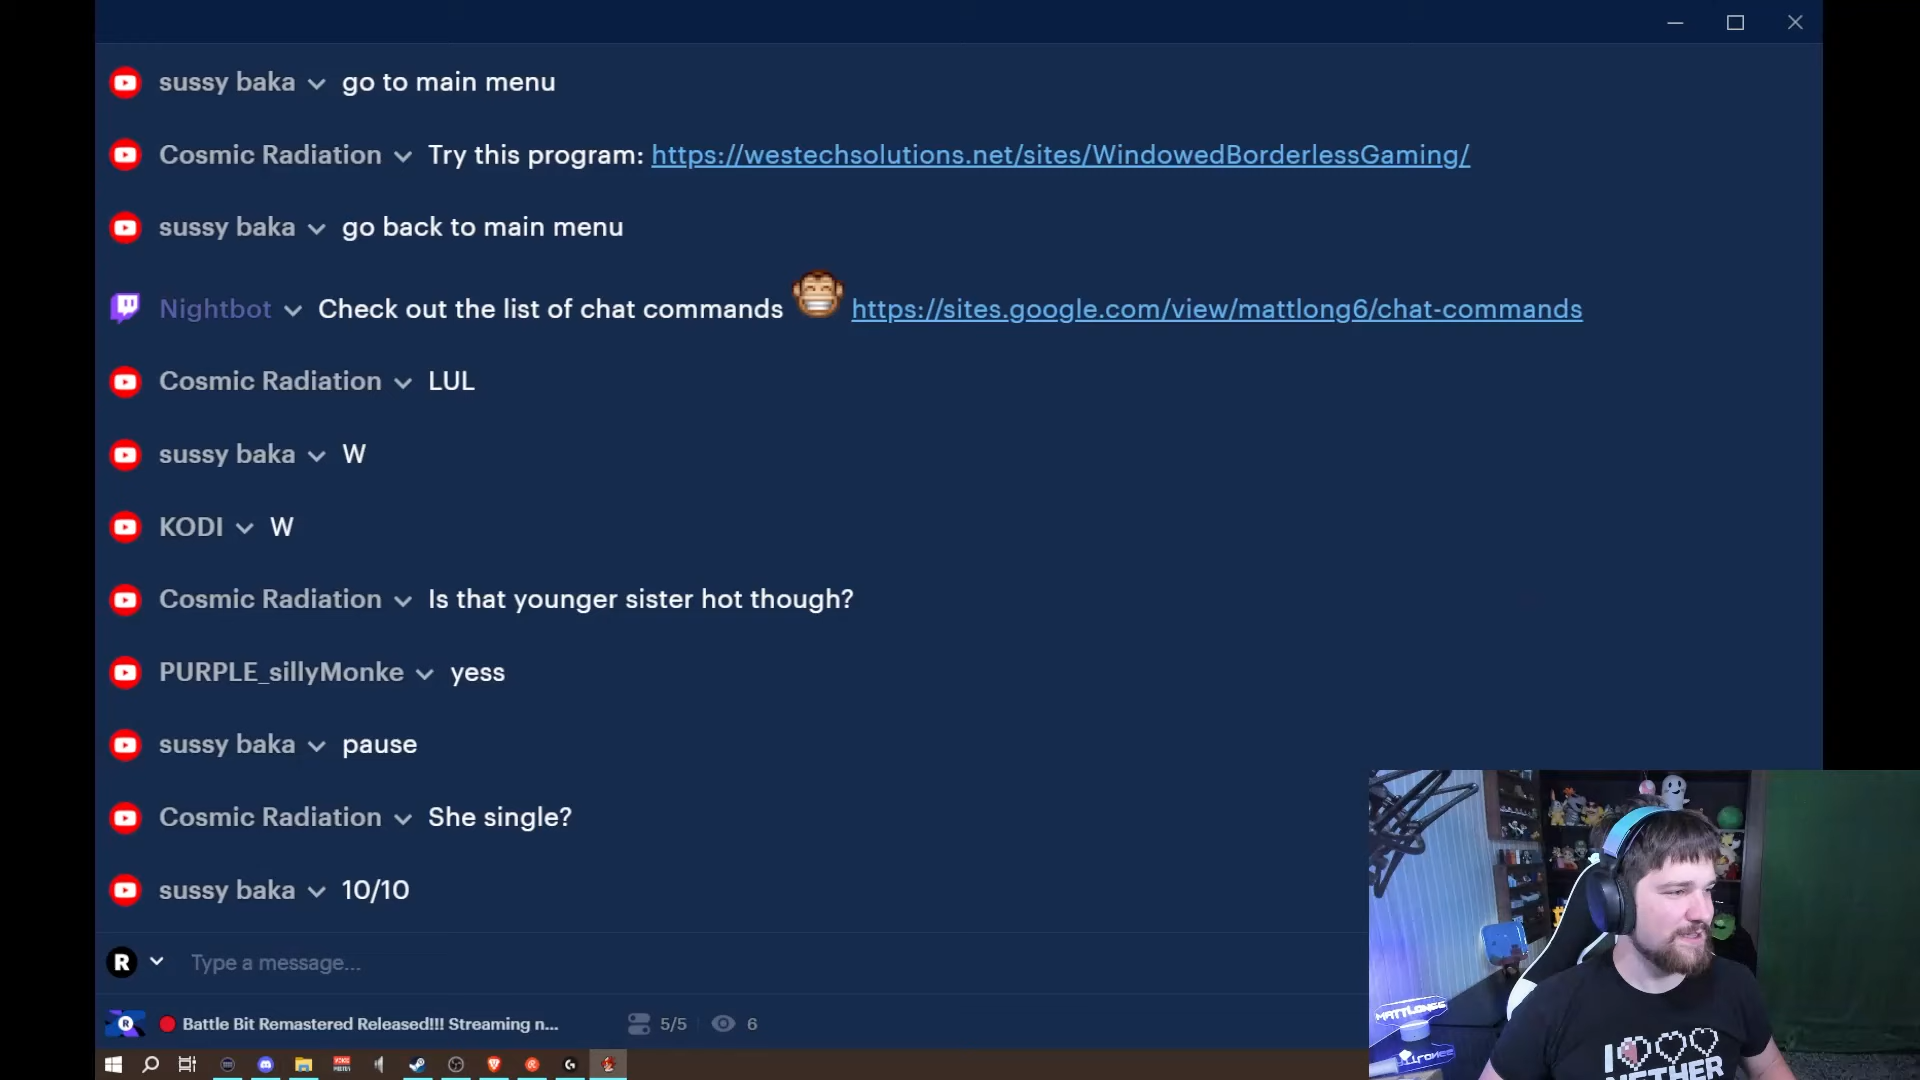 sussy baka go to main menu
Cosmic Radiation Try this program: https://westechsolutions.net/sites/WindowedBorderlessGaming/
sussy baka go back to main menu
Nightbot Check out the list of chat commands https://sites.google.com/view/mattlong6/chat-commands
Cosmic Radiation LUL
sussy baka W
KODI W
Cosmic Radiation Is that younger sister hot though?
PURPLE_sillyMonke yess
sussy baka pause
Cosmic Radiation She single?
sussy baka 10/10
R Type a message...
R Battle Bit Remastered Released!!! Streaming n... 5/5 6
MATTLONG6
I
NETHER